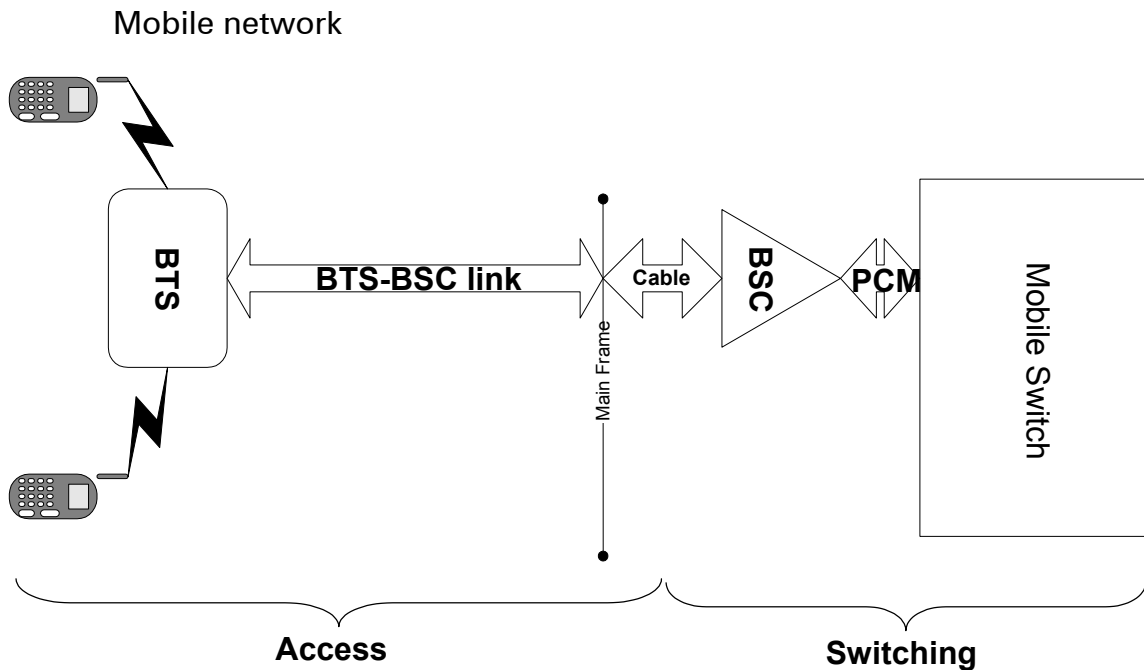 Mobile network
BTS
BTS-BSC link
Main Frame
Cable
BSC
PCM
Mobile Switch
Access
Switching